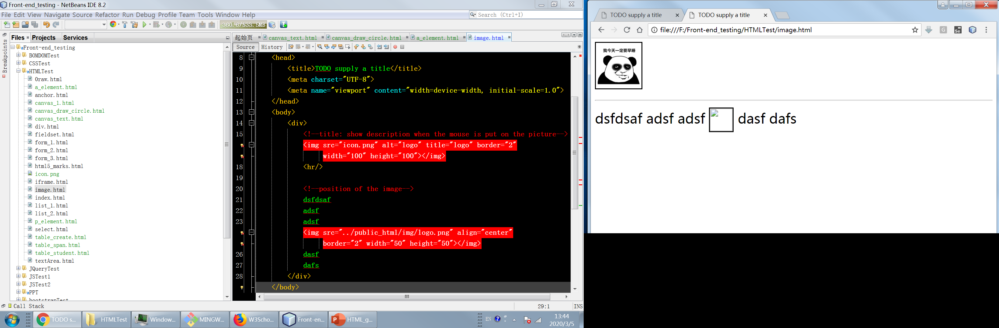 Front-end_testing - NetBeans IDE 8.2
File Edit View Navigate Source Refactor Run Debug Profile Team Tools Window Help
Search (Ctrl+I)
360.6/533.5MB
Breakpoints
Files Projects Services
Front-end_testing
BOMDOMTest
CSSTest
HTMLTest
0raw.html
a_element.html
anchor.html
canvas_1.html
canvas_draw_circle.html
canvas_text.html
div.html
fieldset.html
form_1.html
form_2.html
form_3.html
html5_marks.html
icon.png
iframe.html
image.html
index.html
list_1.html
list_2.html
p_element.html
select.html
table_create.html
table_span.html
table_student.html
textArea.html
JQueryTest
JSTest1
JSTest2
PPT
bootstrapTest
起始页 canvas_text.html canvas_draw_circle.html a_element.html image.html
Source History
8 <head>
9 <title>TODO supply a title</title>
10 <meta charset="UTF-8">
11 <meta name="viewport" content="width=device-width, initial-scale=1.0">
12 </head>
13 <body>
14 <div>
15 <!--title: show description when the mouse is put on the picture-->
<img src="icon.png" alt="logo" title="logo" border="2"
width="100" height="100"></img>
18 <hr/>
19
20 <!--position of the image-->
21 dsfdsaf
22 adsf
23 adsf
<img src="../public_html/img/logo.png" align="center"
border="2" width="50" height="50"></img>
26 dasf
27 dafs
28 </div>
</body>
Call Stack
29:1 INS
TODO s... HTMLTest Window... MINGW... W3Scho... Front-en... HTML_g...
EN
13:44
2020/3/5
TODO supply a title TODO supply a title
file:///F:/Front-end_testing/HTMLTest/image.html
我今天一定要早睡
dsfdsaf adsf adsf dasf dafs